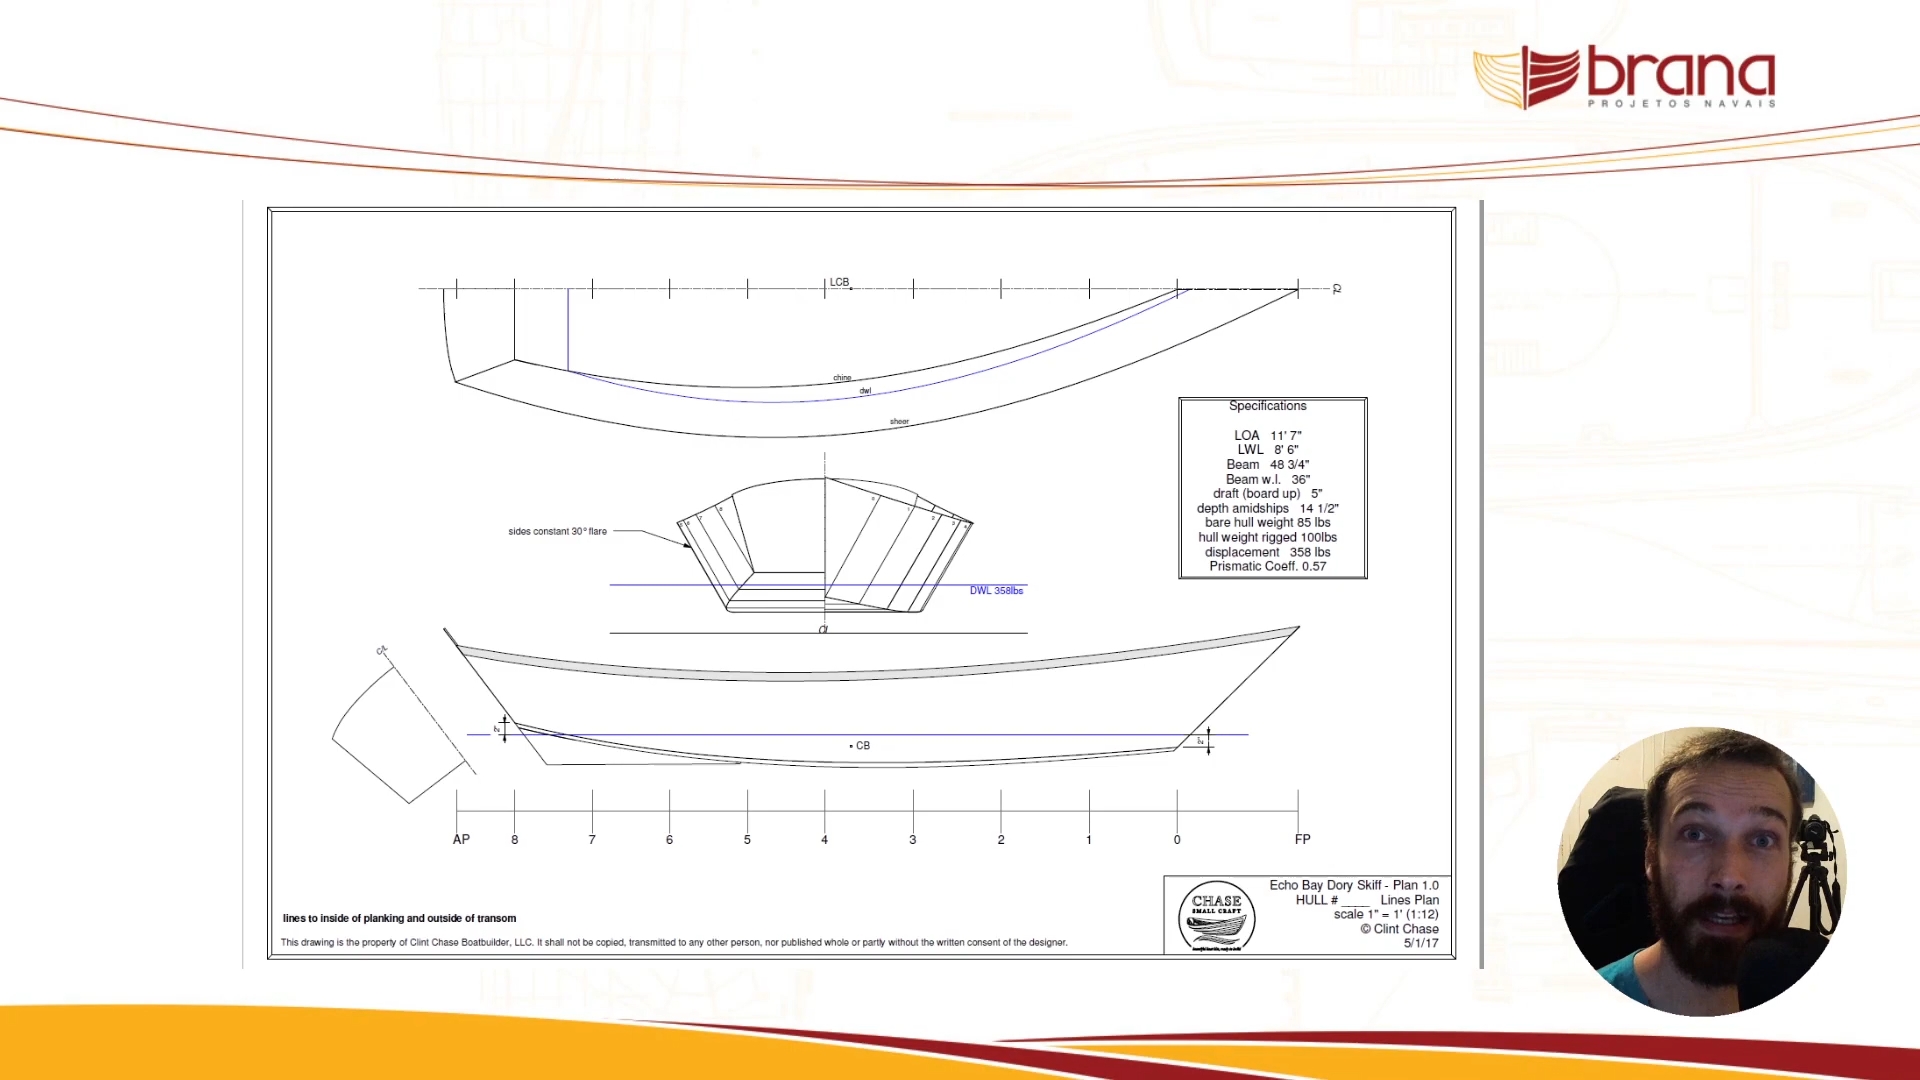 brana
PROJETOS NAVAIS
LCB
CL
chine
dwl
sheer
Specifications
LOA 11' 7"
LWL 8' 6"
Beam 48 3/4"
Beam w.l. 36"
draft (board up) 5"
depth amidships 14 1/2"
bare hull weight 85 lbs
hull weight rigged 100lbs
displacement 358 lbs
Prismatic Coeff. 0.57
sides constant 30° flare
DWL 358lbs
CL
CL
CB
AP 8 7 6 5 4 3 2 1 0 FP
CHASE
SMALL CRAFT
Echo Bay Dory Skiff - Plan 1.0
HULL # ____ Lines Plan
scale 1" = 1' (1:12)
© Clint Chase
5/1/17
lines to inside of planking and outside of transom
This drawing is the property of Clint Chase Boatbuilder, LLC. It shall not be copied, transmitted to any other person, nor published whole or partly without the written consent of the designer.